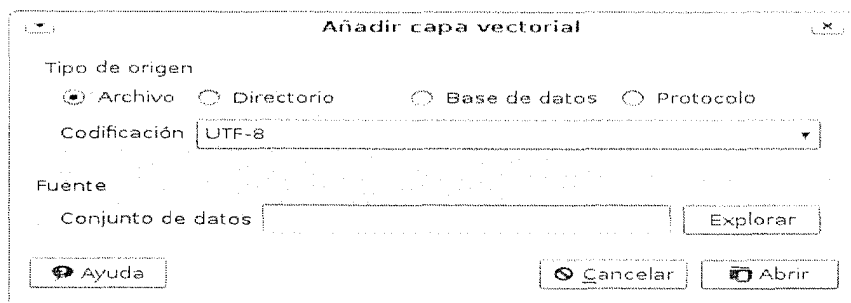 Añadir capa vectorial
Tipo de origen
Archivo Directorio Base de datos Protocolo
Codificación UTF-8
Fuente
Conjunto de datos Explorar
Ayuda Cancelar Abrir